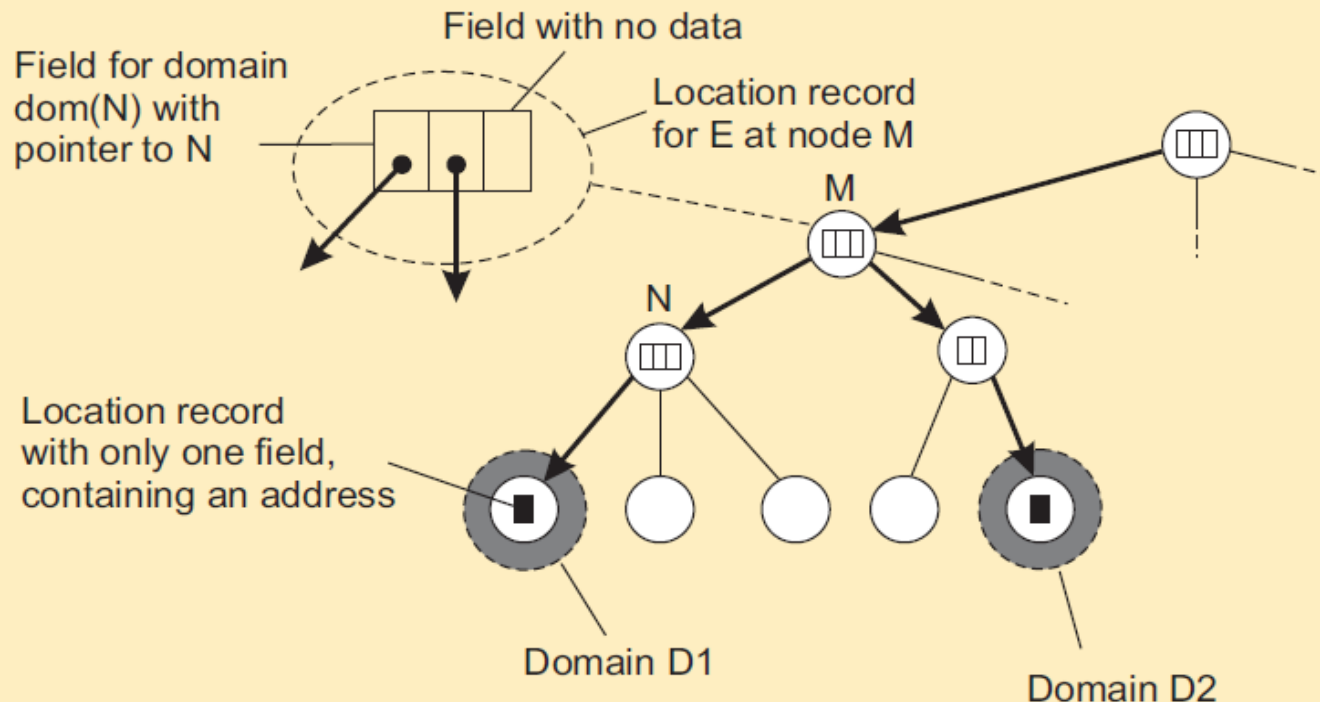 Field with no data
Field for domain
dom(N) with
pointer to N
Location record
for E at node M
M
N
Location record
with only one field,
containing an address
Domain D1
Domain D2